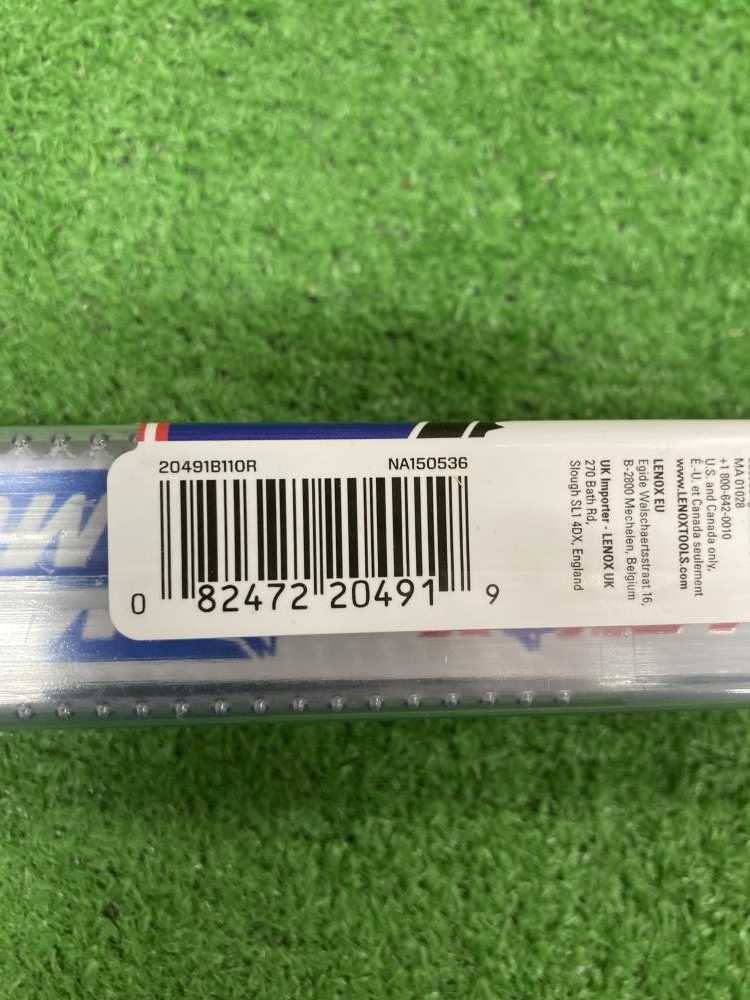 20491B110R NA150536
0 82472 20491 9
LENOX EU
Egide Walschaertsstraat 16,
B-2800 Mechelen, Belgium
UK Importer - LENOX UK
270 Bath Rd,
Slough SL1 4DX, England
MA 01028
+1 800-642-0010
U.S. and Canada only,
É.-U. et Canada seulement
www.LENOXTOOLS.com